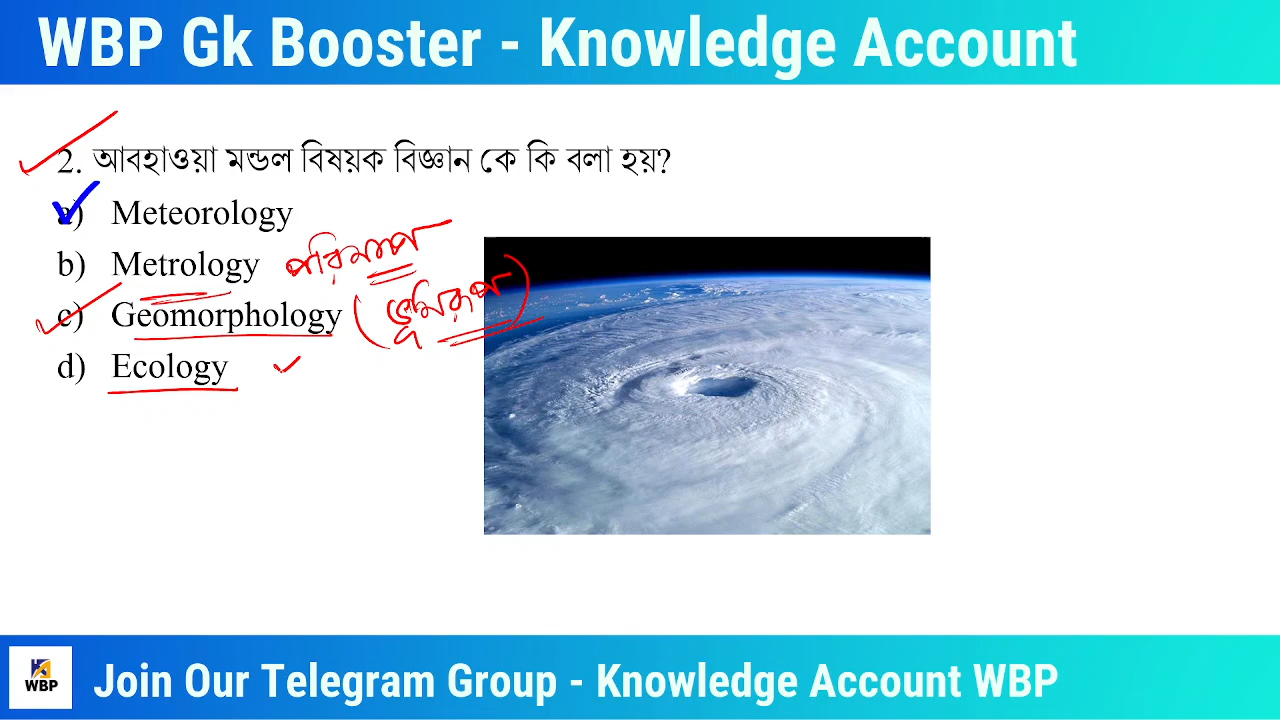 WBP Gk Booster - Knowledge Account
2. আবহাওয়া মন্ডল বিষয়ক বিজ্ঞান কে কি বলা হয়?
a) Meteorology
b) Metrology পরিমাপ
c) Geomorphology (ভূমিরূপ)
d) Ecology
WBP
Join Our Telegram Group - Knowledge Account WBP